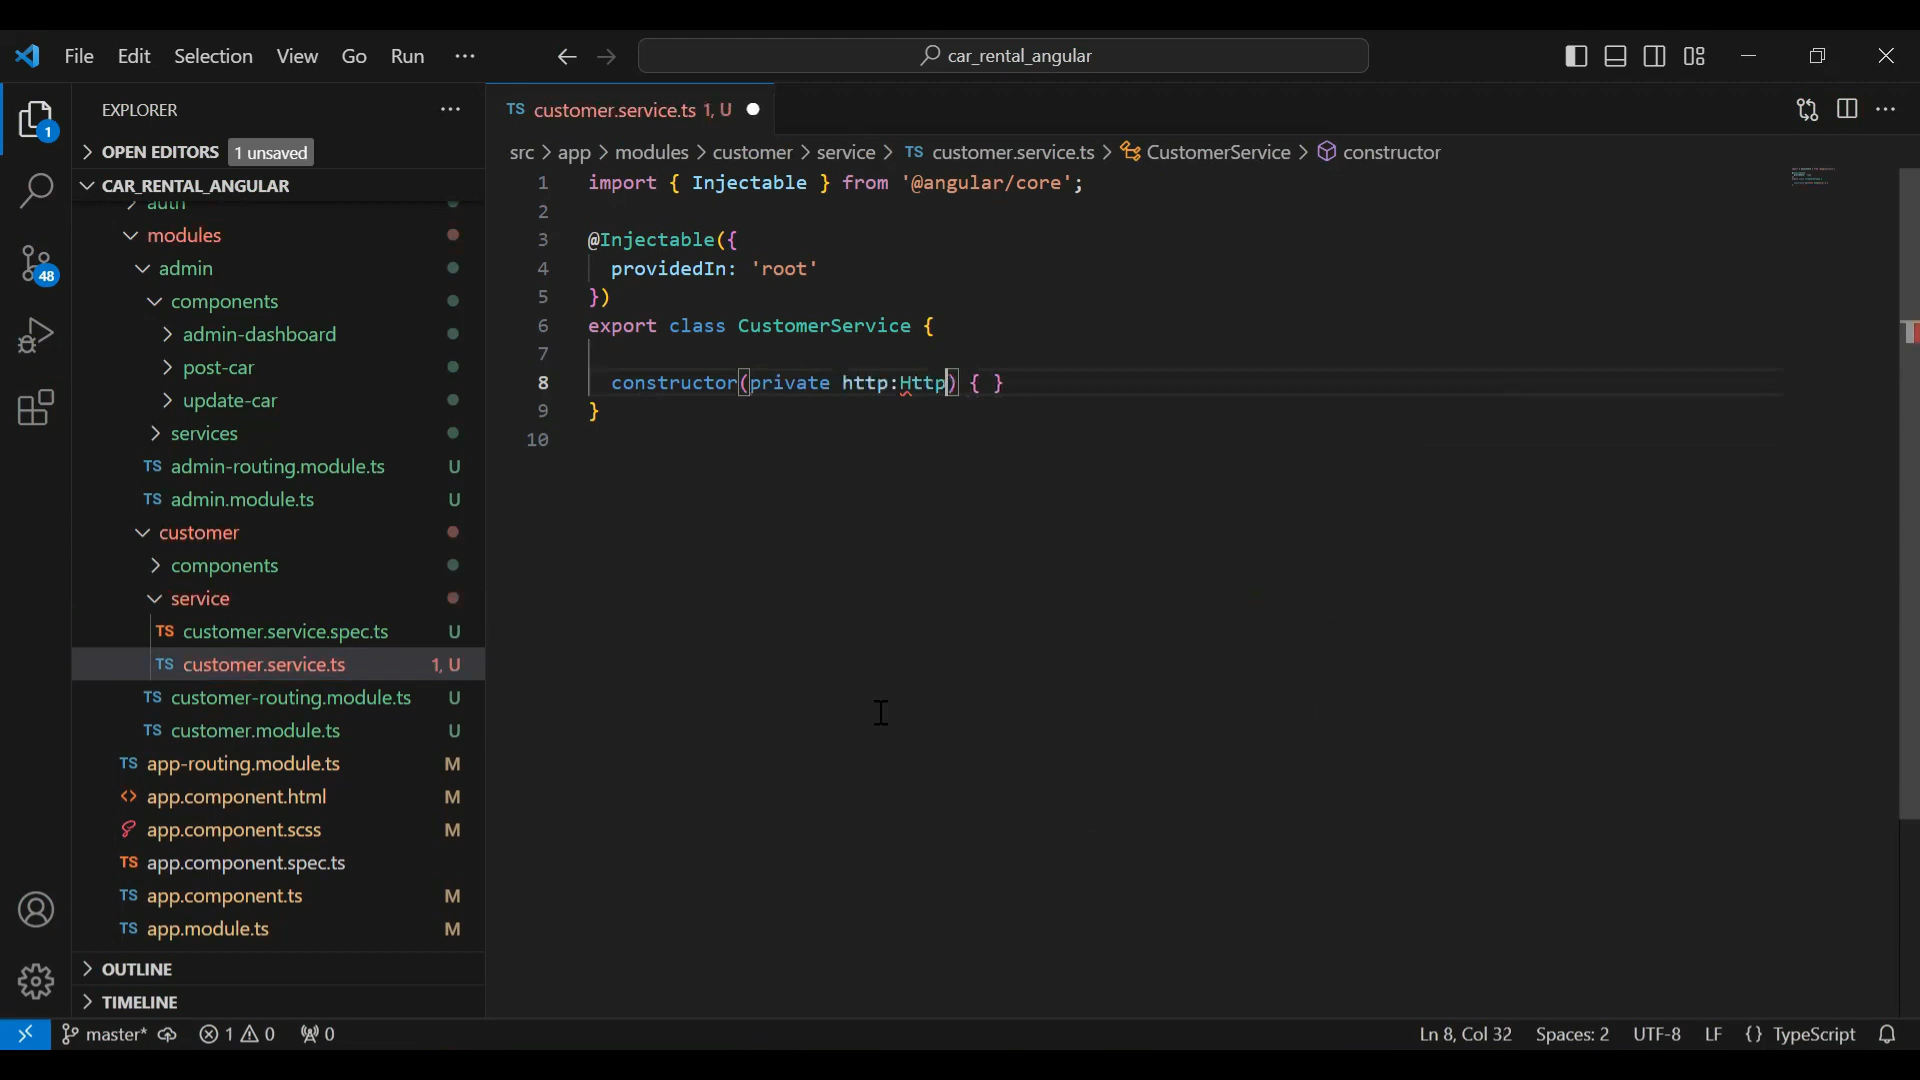 File Edit Selection View Go Run ··· car_rental_angular
EXPLORER ···
OPEN EDITORS 1 unsaved
CAR_RENTAL_ANGULAR
auth
modules
admin
components
admin-dashboard
post-car
update-car
services
TS admin-routing.module.ts U
TS admin.module.ts U
customer
components
service
TS customer.service.spec.ts U
TS customer.service.ts 1, U
TS customer-routing.module.ts U
TS customer.module.ts U
TS app-routing.module.ts M
<> app.component.html M
app.component.scss M
TS app.component.spec.ts
TS app.component.ts M
TS app.module.ts M
OUTLINE
TIMELINE
1
48
TS customer.service.ts 1, U ●
src > app > modules > customer > service > TS customer.service.ts > CustomerService > constructor
1 import { Injectable } from '@angular/core';
2
3 @Injectable({
4 providedIn: 'root'
5 })
6 export class CustomerService {
7
8 constructor(private http:Http) { }
9 }
10
master* 1 0 0 Ln 8, Col 32 Spaces: 2 UTF-8 LF {} TypeScript